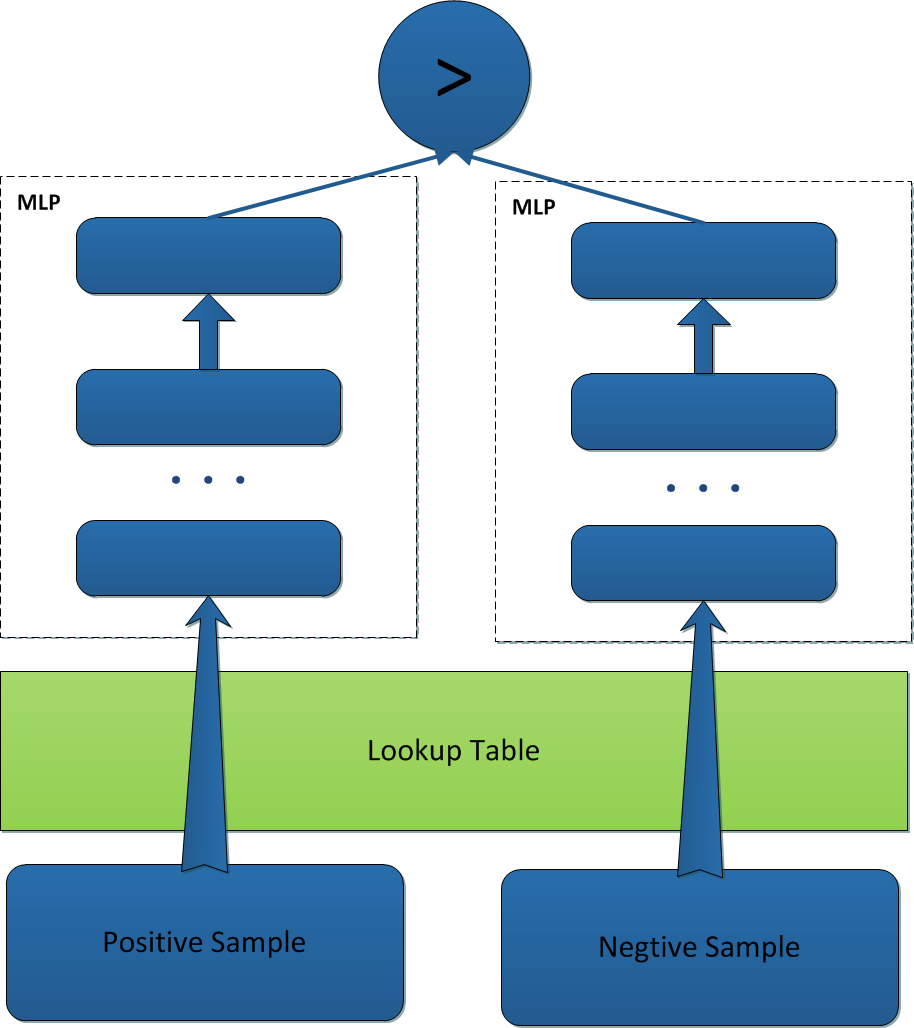 >
MLP
MLP
Lookup Table
Positive Sample
Negtive Sample